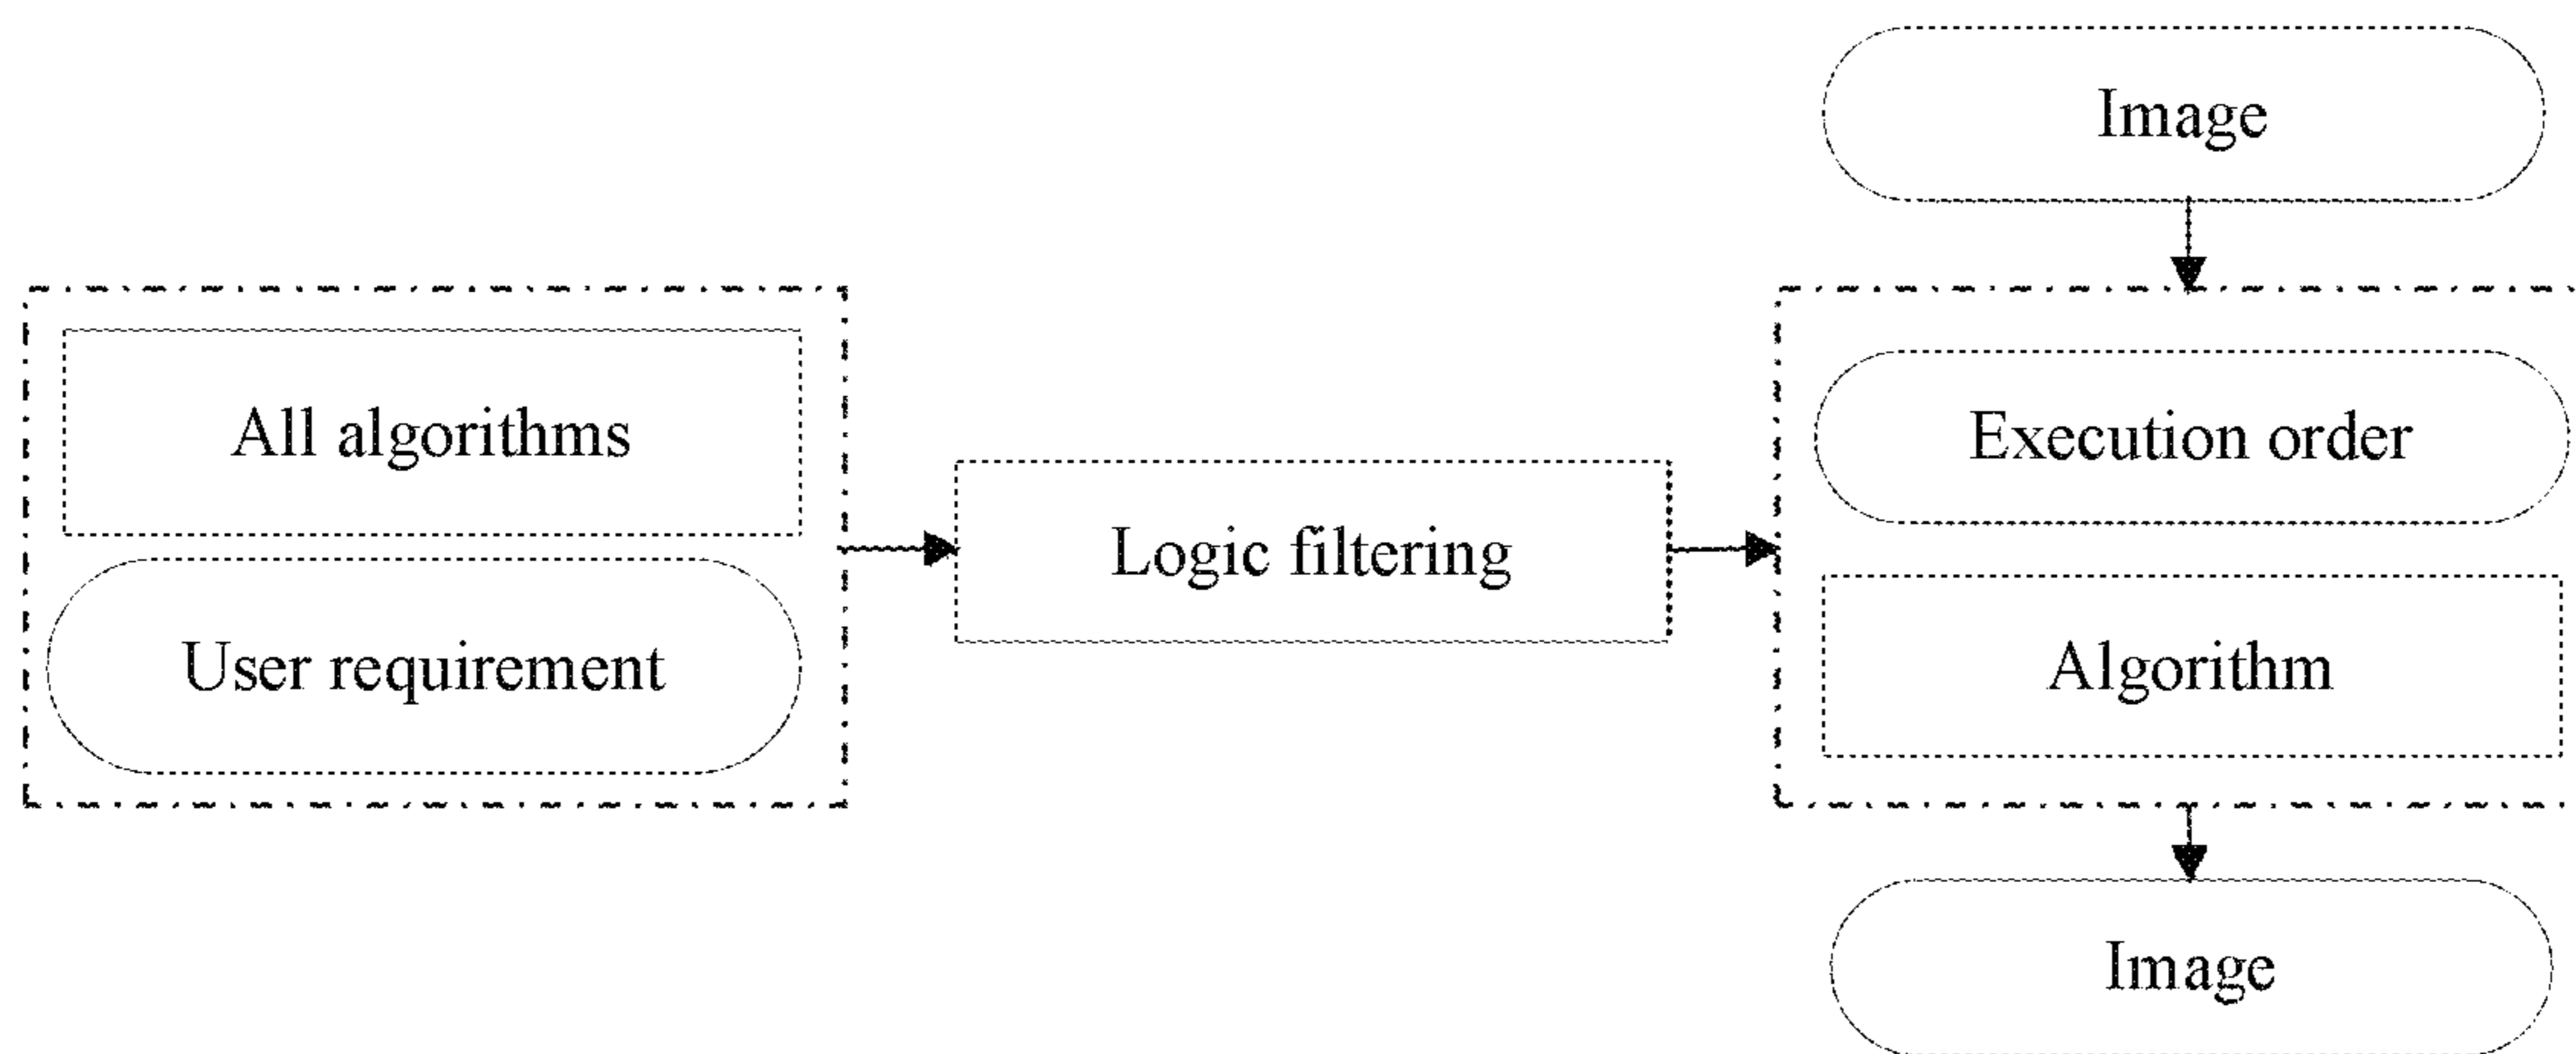 Image
All algorithms
Execution order
Logic filtering
User requirement
Algorithm
Image